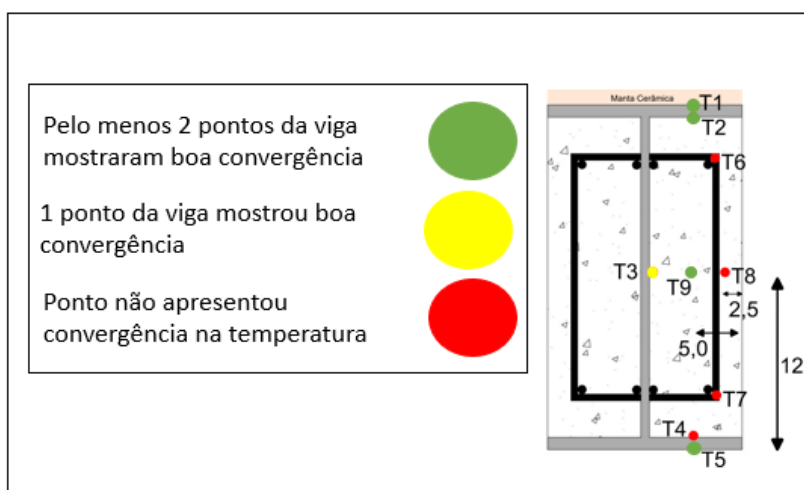 Pelo menos 2 pontos da viga
mostraram boa convergência
1 ponto da viga mostrou boa
convergência
Ponto não apresentou
convergência na temperatura
Manta Cerâmica
T1
T2
T6
T3
T9
T8
2,5
5,0
12
T7
T4
T5